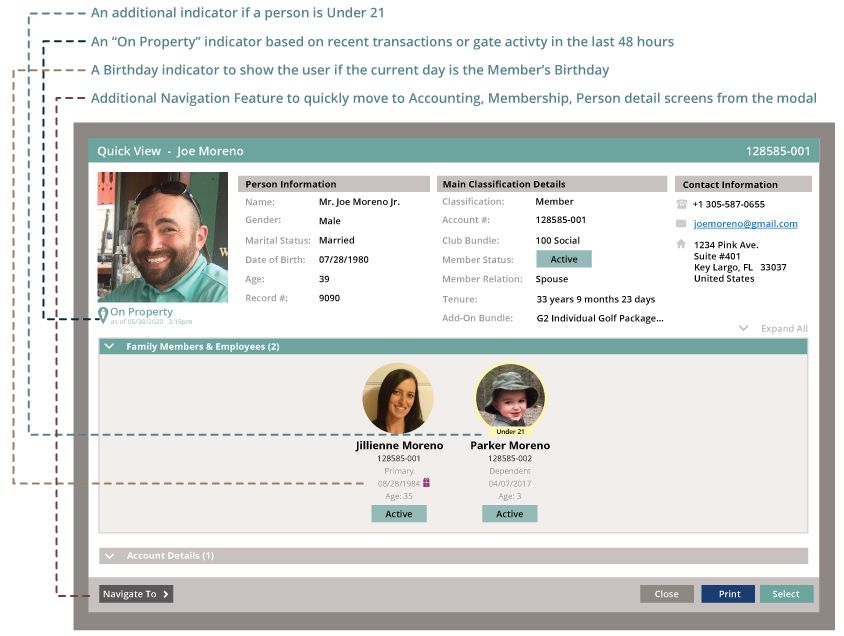 An additional indicator if a person is Under 21
An “On Property” indicator based on recent transactions or gate activty in the last 48 hours
A Birthday indicator to show the user if the current day is the Member’s Birthday
Additional Navigation Feature to quickly move to Accounting, Membership, Person detail screens from the modal
Quick View - Joe Moreno
128585-001
Person Information
Name: Mr. Joe Moreno Jr.
Gender: Male
Marital Status: Married
Date of Birth: 07/28/1980
Age: 39
Record #: 9090
Main Classification Details
Classification: Member
Account #: 128585-001
Club Bundle: 100 Social
Member Status: Active
Member Relation: Spouse
Tenure: 33 years 9 months 23 days
Add-On Bundle: G2 Individual Golf Package...
Contact Information
+1 305-587-0655
joemoreno@gmail.com
1234 Pink Ave.
Suite #401
Key Largo, FL 33037
United States
On Property
as of 05/30/2020 3:15pm
Expand All
Family Members & Employees (2)
Jillienne Moreno
128585-001
Primary
08/28/1984
Age: 35
Active
Under 21
Parker Moreno
128585-002
Dependent
04/07/2017
Age: 3
Active
Account Details (1)
Navigate To
Close
Print
Select